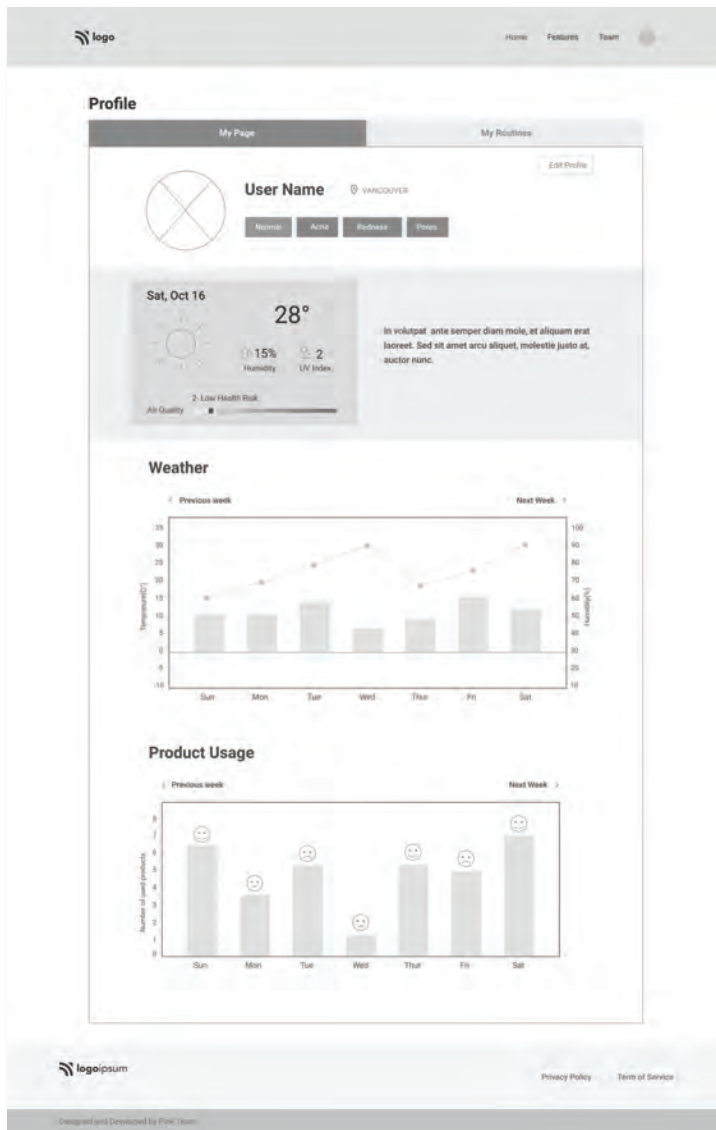 logo
Home Features Team
Profile
My Page My Routines
Edit Profile
User Name VANCOUVER
Normal Acne Redness Pores
Sat, Oct 16
28°
15% 2
Humidity UV Index
2- Low Health Risk
Air Quality
In volutpat ante semper diam mole, et aliquam erat
laoreet. Sed sit amet arcu aliquet, molestie justo at,
auctor nunc.
Weather
Previous week Next Week
35 100
30 90
25 80
20 70
15 60
10 50
5 40
0 30
-5 20
-10 10
Humidity(%)
Sun Mon Tue Wed Thur Fri Sat
Product Usage
Previous week Next Week
8
7
6
5
4
3
2
1
0
Number of used products
Sun Mon Tue Wed Thur Fri Sat
logoipsum
Privacy Policy Term of Service
Designed and Developed by Pink Team